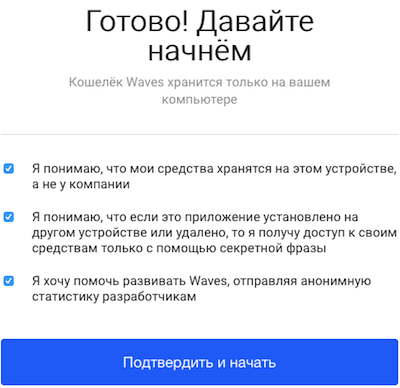 Готово! Давайте
начнём
Кошелёк Waves хранится только на вашем
компьютере
Я понимаю, что мои средства хранятся на этом устройстве,
а не у компании
Я понимаю, что если это приложение установлено на
другом устройстве или удалено, то я получу доступ к своим
средствам только с помощью секретной фразы
Я хочу помочь развивать Waves, отправляя анонимную
статистику разработчикам
Подтвердить и начать